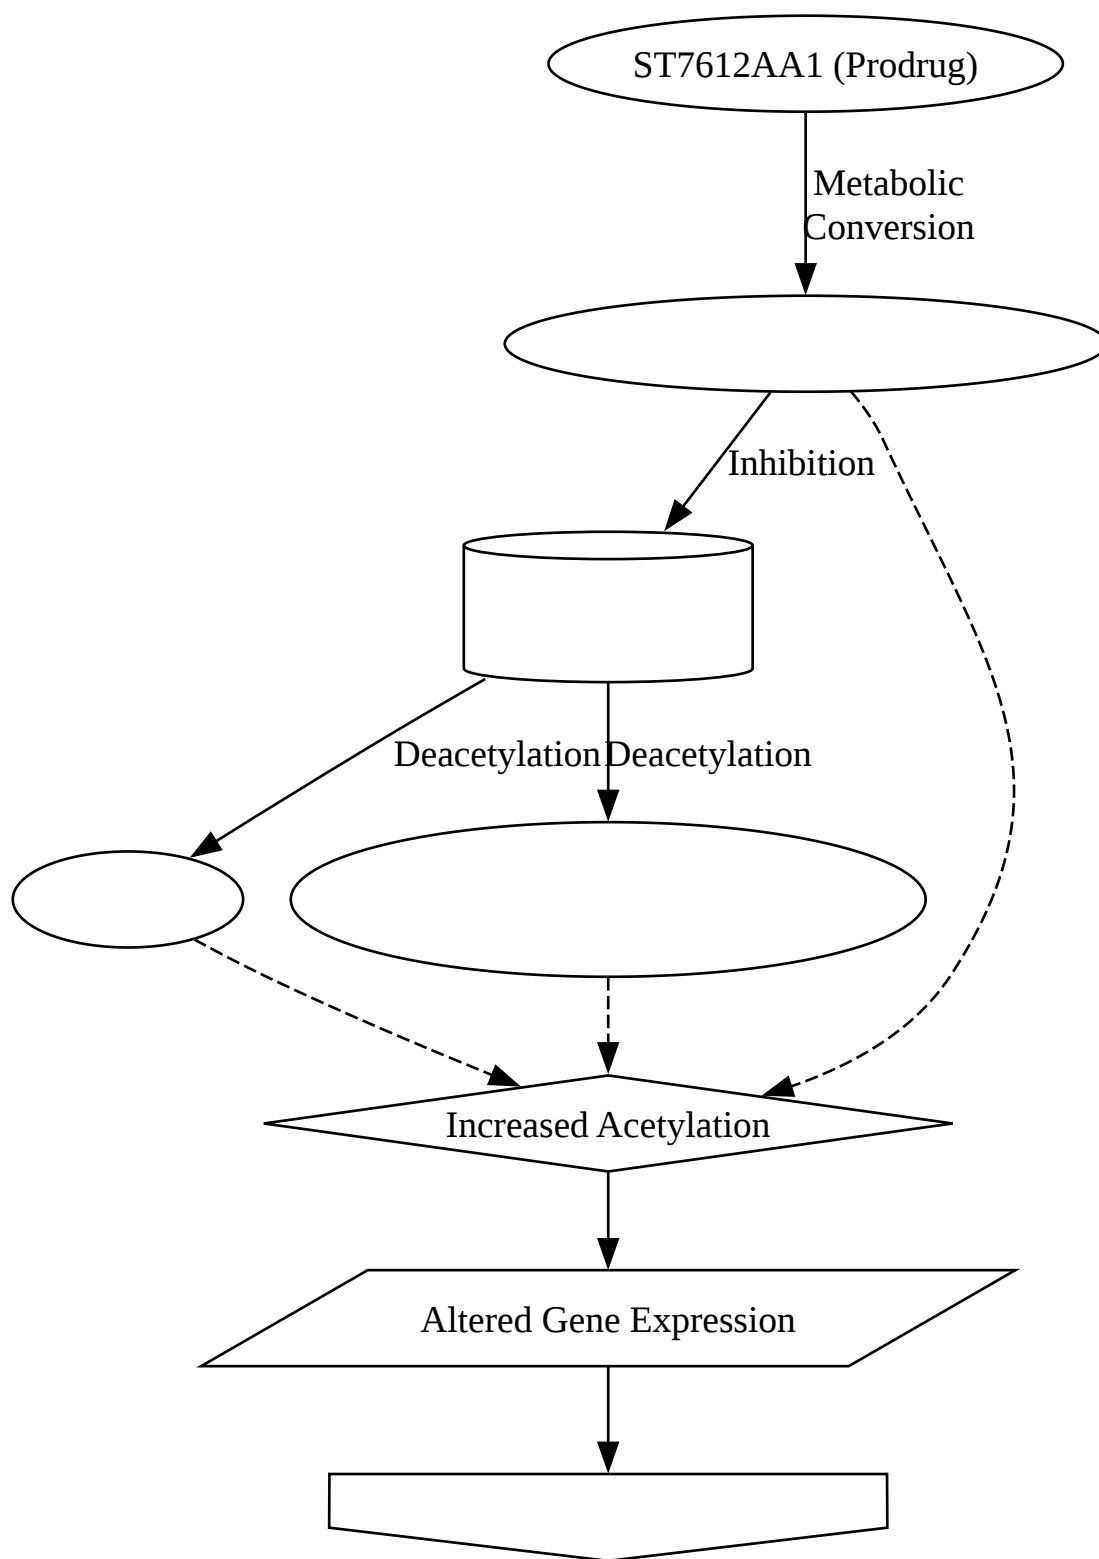 ST7612AA1 (Prodrug)
Metabolic
Conversion
Inhibition
Deacetylation
Deacetylation
Increased Acetylation
Altered Gene Expression